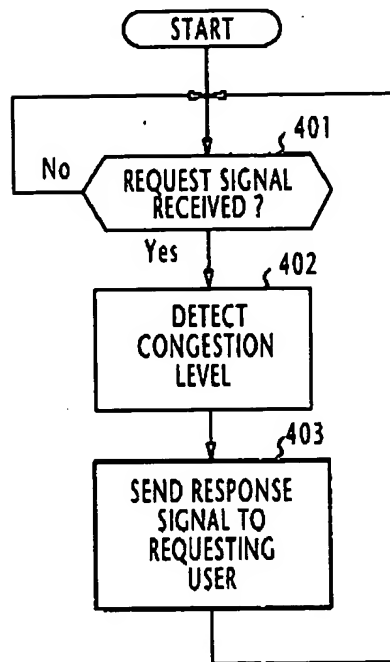 START
401
No
REQUEST SIGNAL
RECEIVED ?
Yes
402
DETECT
CONGESTION
LEVEL
403
SEND RESPONSE
SIGNAL TO
REQUESTING
USER